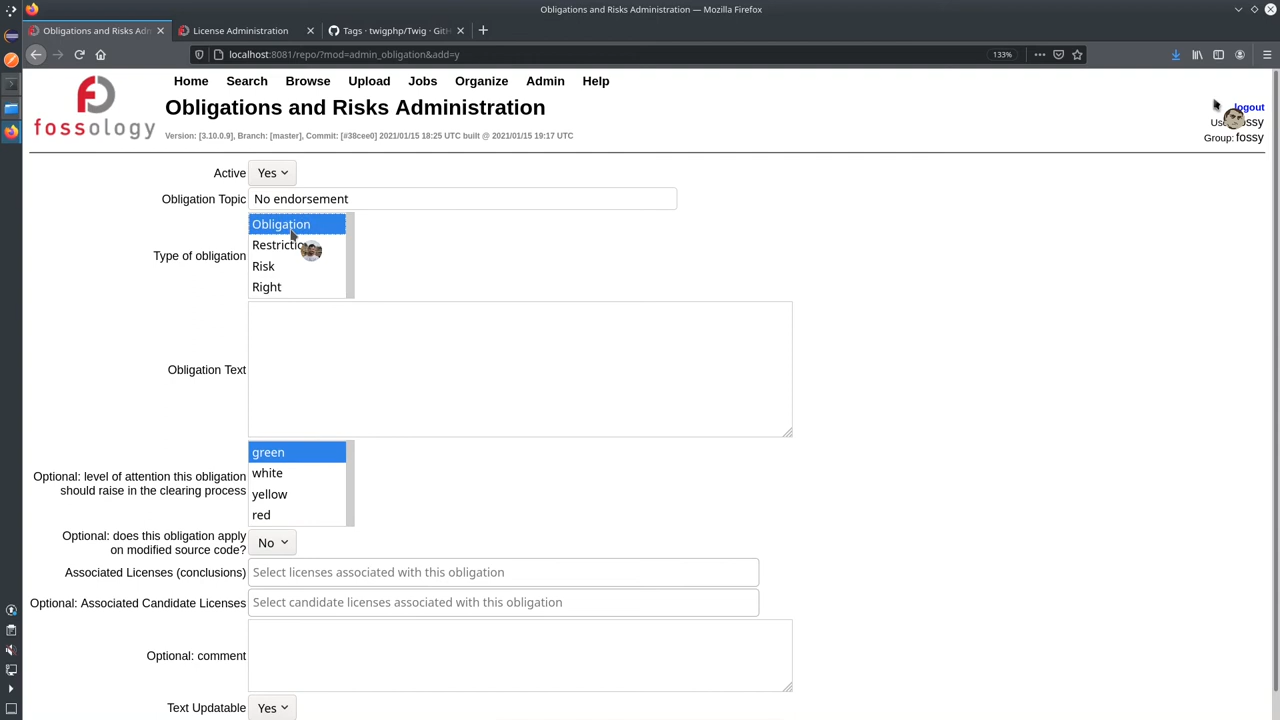 Obligations and Risks Administration — Mozilla Firefox
Obligations and Risks Adm
License Administration
Tags · twigphp/Twig · Git
localhost:8081/repo/?mod=admin_obligation&add=y
133%
Home Search Browse Upload Jobs Organize Admin Help
fossology
Obligations and Risks Administration
Version: [3.10.0.9], Branch: [master], Commit: [#38cee0] 2021/01/15 18:25 UTC built @ 2021/01/15 19:17 UTC
logout
Group: fossy
Active Yes
Obligation Topic No endorsement
Type of obligation
Obligation
Restrictio
Risk
Right
Obligation Text
Optional: level of attention this obligation
should raise in the clearing process
green
white
yellow
red
Optional: does this obligation apply
on modified source code?
No
Associated Licenses (conclusions) Select licenses associated with this obligation
Optional: Associated Candidate Licenses Select candidate licenses associated with this obligation
Optional: comment
Text Updatable Yes